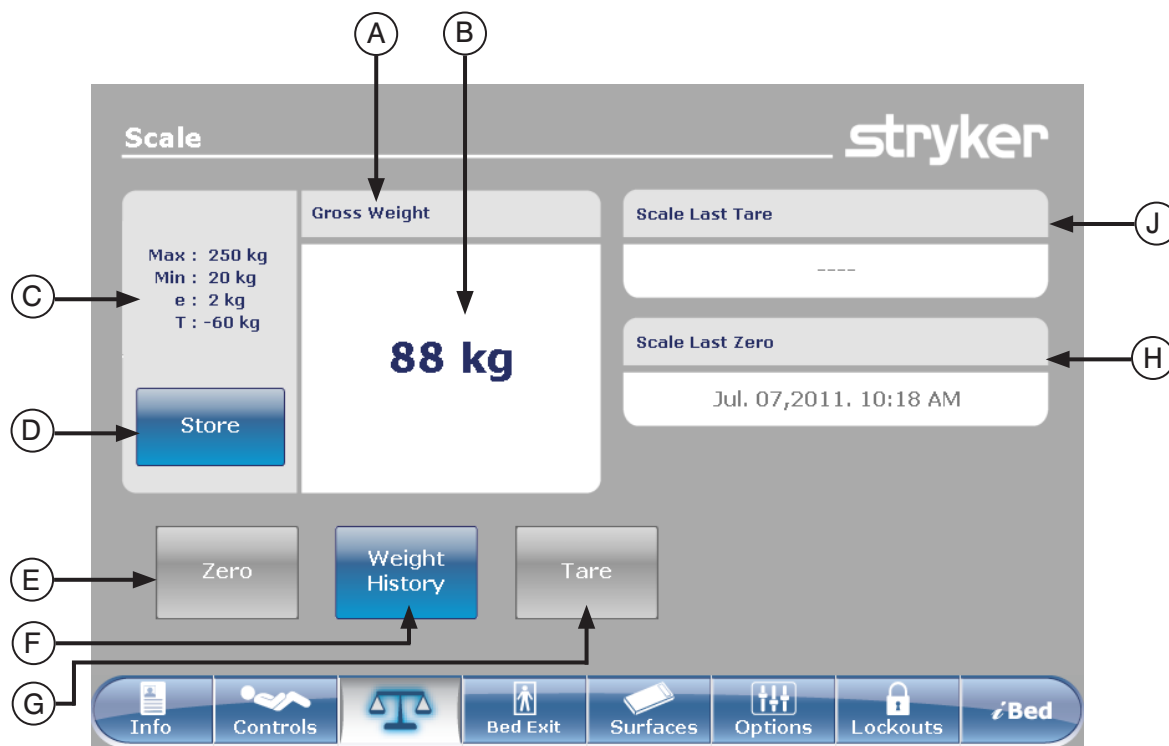 A
B
Scale
stryker
Gross Weight
Scale Last Tare
J
Max : 250 kg
Min : 20 kg
e : 2 kg
T : -60 kg
----
C
88 kg
Scale Last Zero
H
Jul. 07,2011. 10:18 AM
D
Store
E
Zero
Weight
History
Tare
F
G
Info
Controls
Bed Exit
Surfaces
Options
Lockouts
iBed